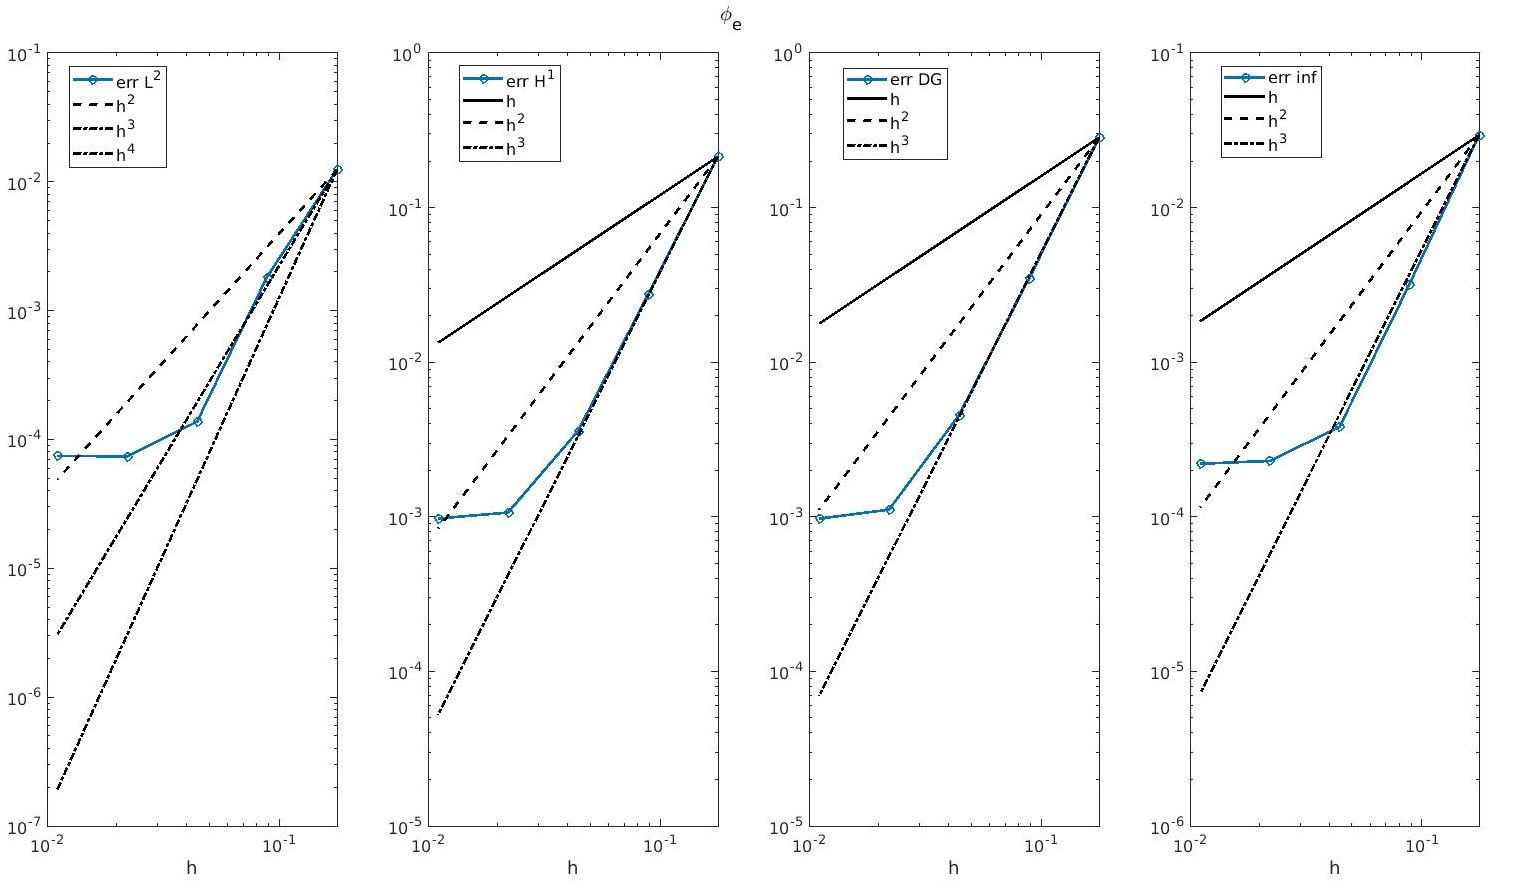 ϕₑ
10⁻¹
10⁻²
10⁻³
10⁻⁴
10⁻⁵
10⁻⁶
10⁻⁷
err L²
h²
h³
h⁴
10⁻² 10⁻¹
h
10⁰
10⁻¹
10⁻²
10⁻³
10⁻⁴
10⁻⁵
err H¹
h
h²
h³
10⁻² 10⁻¹
h
10⁰
10⁻¹
10⁻²
10⁻³
10⁻⁴
10⁻⁵
err DG
h
h²
h³
10⁻² 10⁻¹
h
10⁻¹
10⁻²
10⁻³
10⁻⁴
10⁻⁵
10⁻⁶
err inf
h
h²
h³
10⁻² 10⁻¹
h